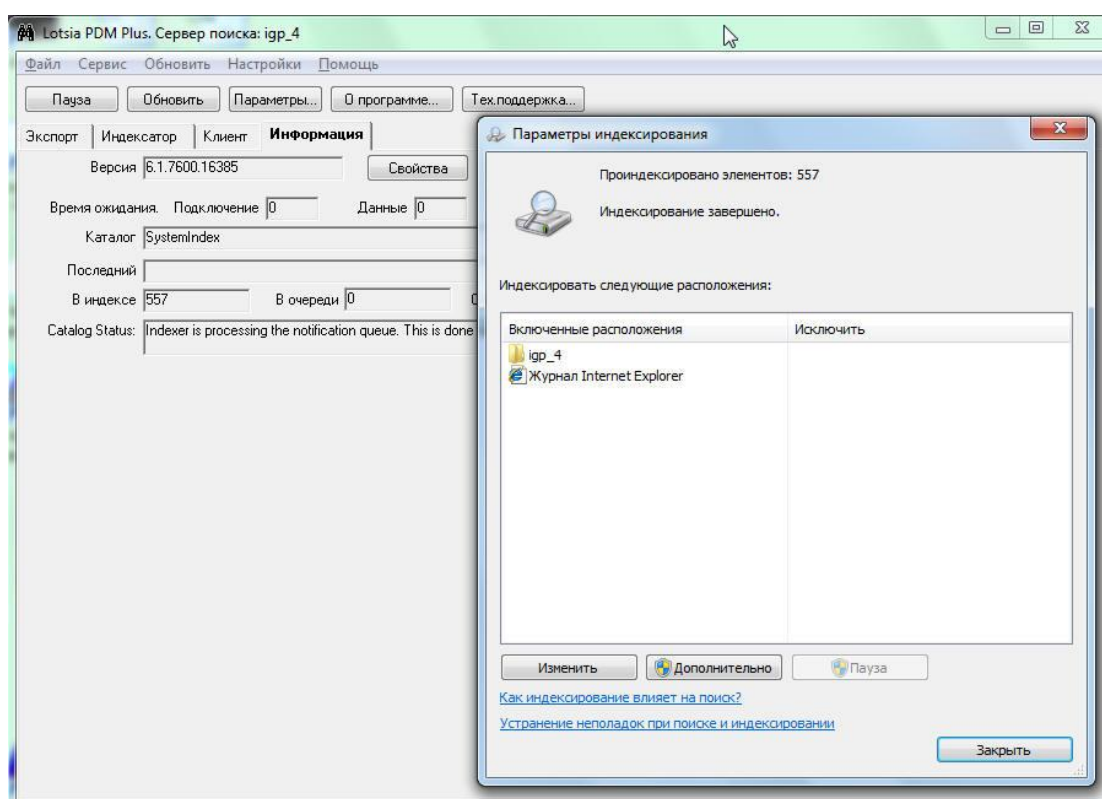 Lotsia PDM Plus. Сервер поиска: igp_4
Файл Сервис Обновить Настройки Помощь
Пауза Обновить Параметры... О программе... Тех.поддержка...
Экспорт Индексатор Клиент Информация
Версия 6.1.7600.16385 Свойства
Время ожидания. Подключение 0 Данные 0
Каталог SystemIndex
Последний
В индексе 557 В очереди 0
Catalog Status: Indexer is processing the notification queue. This is done
Параметры индексирования
Проиндексировано элементов: 557
Индексирование завершено.
Индексировать следующие расположения:
Включенные расположения Исключить
igp_4
Журнал Internet Explorer
Изменить Дополнительно Пауза
Как индексирование влияет на поиск?
Устранение неполадок при поиске и индексировании
Закрыть